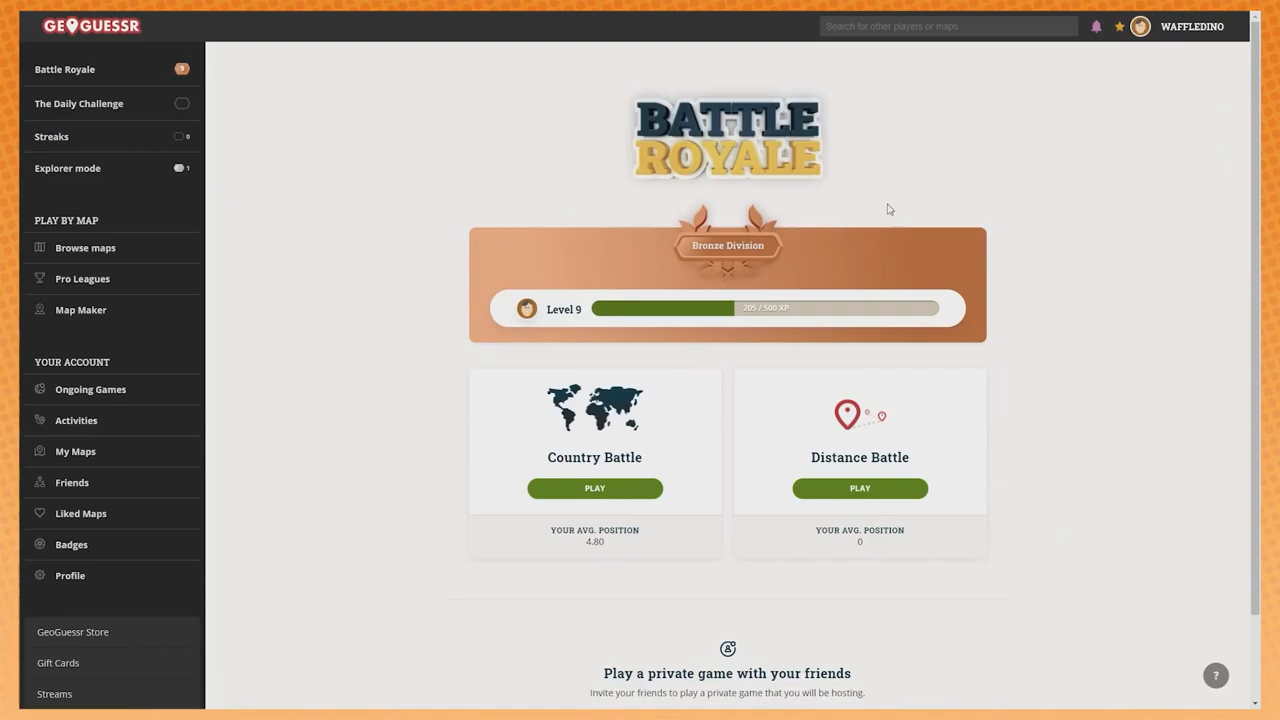 GEOGUESSR
Search for other players or maps
WAFFLEDINO
Battle Royale
9
The Daily Challenge
Streaks
0
Explorer mode
1
PLAY BY MAP
Browse maps
Pro Leagues
Map Maker
YOUR ACCOUNT
Ongoing Games
Activities
My Maps
Friends
Liked Maps
Badges
Profile
GeoGuessr Store
Gift Cards
Streams
BATTLE
ROYALE
Bronze Division
Level 9
205 / 500 XP
Country Battle
PLAY
YOUR AVG. POSITION
4.80
Distance Battle
PLAY
YOUR AVG. POSITION
0
Play a private game with your friends
Invite your friends to play a private game that you will be hosting.
?